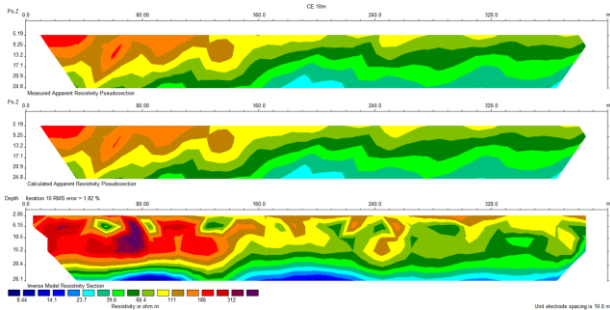 CE 10m
Ps.Z 0.0 80.00 160.0 240.0 320.0 m
5.19
9.26
13.2
17.1
20.9
24.8
Measured Apparent Resistivity Pseudosection
Ps.Z 0.0 80.00 160.0 240.0 320.0 m
5.19
9.26
13.2
17.1
20.9
24.8
Calculated Apparent Resistivity Pseudosection
Depth Iteration 10 RMS error = 1.82 %
0.0 80.00 160.0 240.0 320.0 m
2.00
6.15
10.5
15.2
20.4
26.1
Inverse Model Resistivity Section
8.44 14.1 23.7 39.6 66.4 111 186 312
Resistivity in ohm.m
Unit electrode spacing is 10.0 m